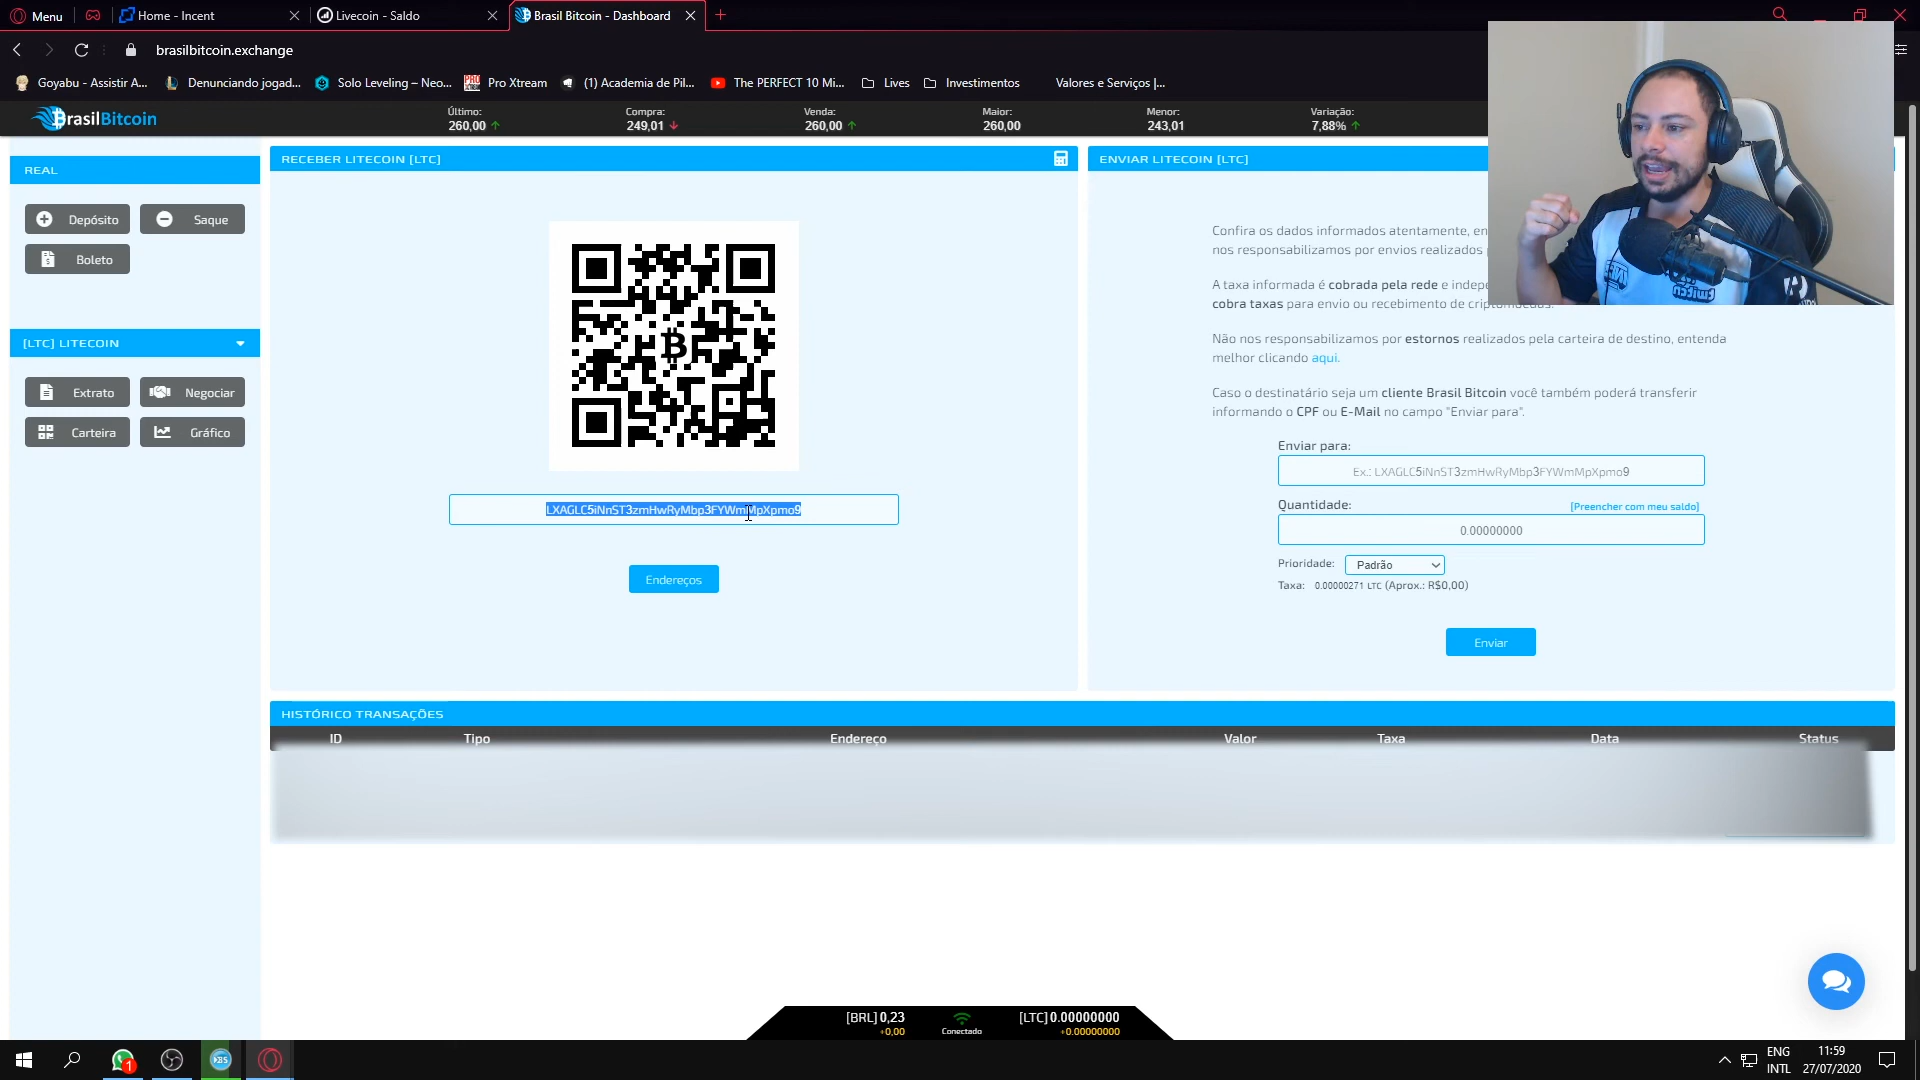 Menu
Home - Incent
Livecoin - Saldo
Brasil Bitcoin - Dashboard
brasilbitcoin.exchange
Goyabu - Assistir A...
Denunciando jogad...
Solo Leveling – Neo...
Pro Xtream
(1) Academia de Pil...
The PERFECT 10 Mi...
Lives
Investimentos
Valores e Serviços |...
BrasilBitcoin
Último:
260,00
Compra:
249,01
Venda:
260,00
Maior:
260,00
Menor:
243,01
Variação:
7,88%
REAL
Depósito
Saque
Boleto
[LTC] LITECOIN
Extrato
Negociar
Carteira
Gráfico
RECEBER LITECOIN [LTC]
LXAGLC5iNnST3zmHwRyMbp3FYWmMpXpmo9
Endereços
ENVIAR LITECOIN [LTC]
Confira os dados informados atentamente, en
nos responsabilizamos por envios realizados
A taxa informada é cobrada pela rede e indepe
cobra taxas para envio ou recebimento de criptomoedas.
Não nos responsabilizamos por estornos realizados pela carteira de destino, entenda
melhor clicando aqui.
Caso o destinatário seja um cliente Brasil Bitcoin você também poderá transferir
informando o CPF ou E-Mail no campo "Enviar para".
Enviar para:
Ex.: LXAGLC5iNnST3zmHwRyMbp3FYWmMpXpmo9
Quantidade:
[Preencher com meu saldo]
0.00000000
Prioridade:
Padrão
Taxa: 0.00000271 LTC (Aprox.: R$0,00)
Enviar
HISTÓRICO TRANSAÇÕES
ID Tipo Endereço Valor Taxa Data Status
[BRL] 0,23
+0,00
Conectado
[LTC] 0.00000000
+0.00000000
1
ENG
INTL
11:59
27/07/2020